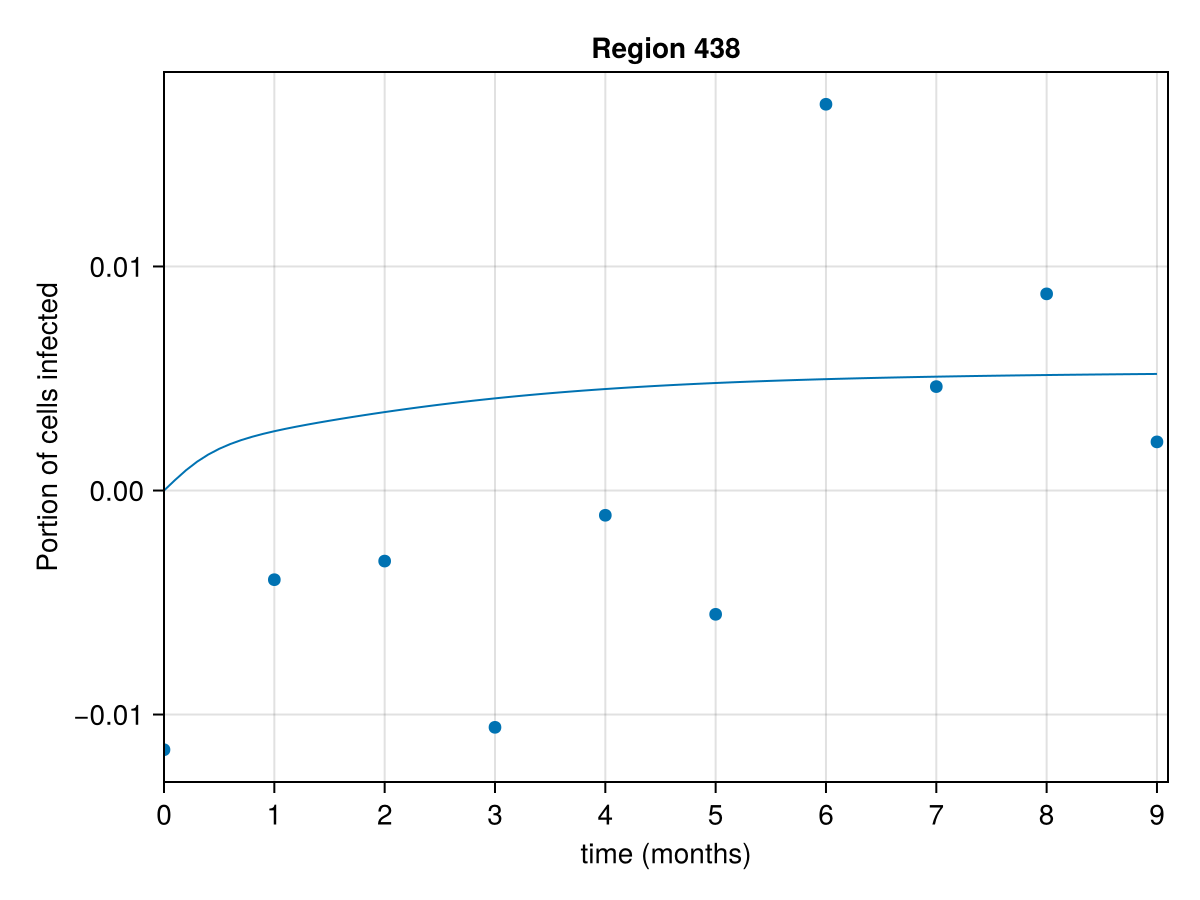 Region 438
Portion of cells infected
0.01
0.00
−0.01
0 1 2 3 4 5 6 7 8 9
time (months)